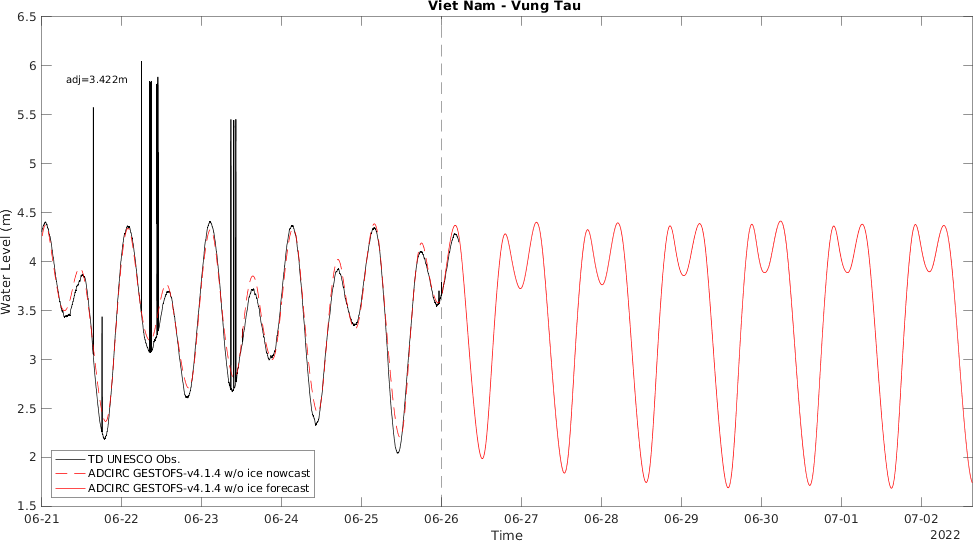 Viet Nam - Vung Tau
6.5
6
5.5
5
4.5
4
3.5
3
2.5
2
1.5
Water Level (m)
adj=3.422m
TD UNESCO Obs.
ADCIRC GESTOFS-v4.1.4 w/o ice nowcast
ADCIRC GESTOFS-v4.1.4 w/o ice forecast
06-21 06-22 06-23 06-24 06-25 06-26 06-27 06-28 06-29 06-30 07-01 07-02
Time
2022